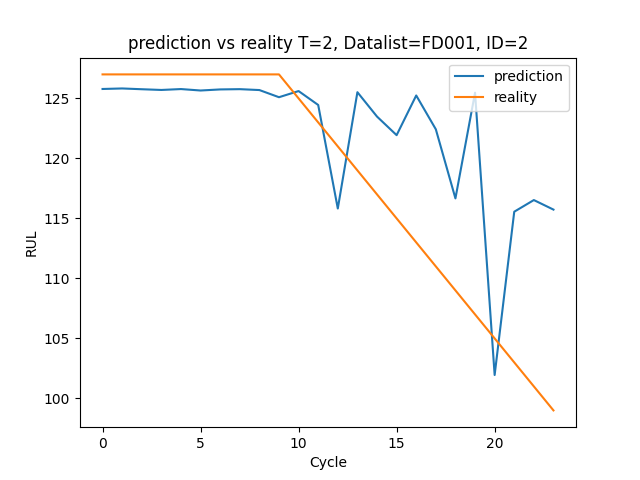 prediction vs reality T=2, Datalist=FD001, ID=2
prediction
reality
125
120
115
110
105
100
RUL
0 5 10 15 20
Cycle